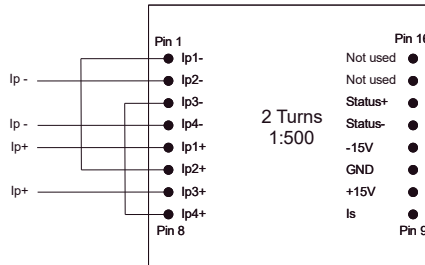 Pin 1
Pin 16
Ip1-
Not used
Ip -
Ip2-
Not used
Ip3-
Status+
2 Turns
1:500
Ip -
Ip4-
Status-
Ip+
Ip1+
-15V
Ip2+
GND
Ip+
Ip3+
+15V
Ip4+
Is
Pin 8
Pin 9